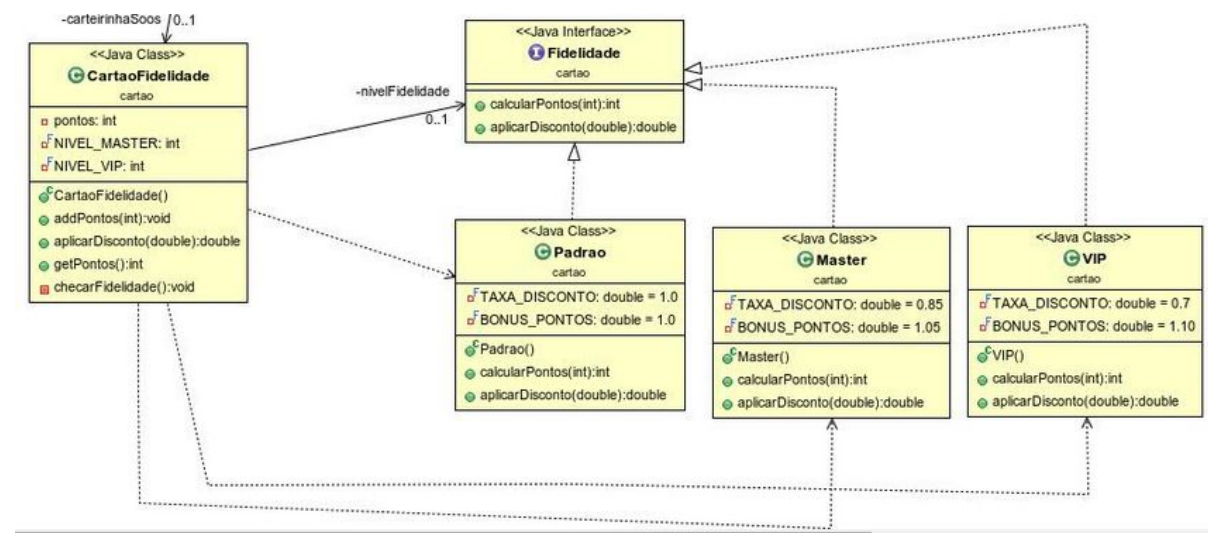 -carteirinhaSoos
0..1
<<Java Class>>
CartaoFidelidade
cartao
pontos: int
NIVEL_MASTER: int
NIVEL_VIP: int
CartaoFidelidade()
addPontos(int):void
aplicarDisconto(double):double
getPontos():int
checarFidelidade():void
-nivelFidelidade
0..1
<<Java Interface>>
Fidelidade
cartao
calcularPontos(int):int
aplicarDisconto(double):double
<<Java Class>>
Padrao
cartao
TAXA_DISCONTO: double = 1.0
BONUS_PONTOS: double = 1.0
Padrao()
calcularPontos(int):int
aplicarDisconto(double):double
<<Java Class>>
Master
cartao
TAXA_DISCONTO: double = 0.85
BONUS_PONTOS: double = 1.05
Master()
calcularPontos(int):int
aplicarDisconto(double):double
<<Java Class>>
VIP
cartao
TAXA_DISCONTO: double = 0.7
BONUS_PONTOS: double = 1.10
VIP()
calcularPontos(int):int
aplicarDisconto(double):double